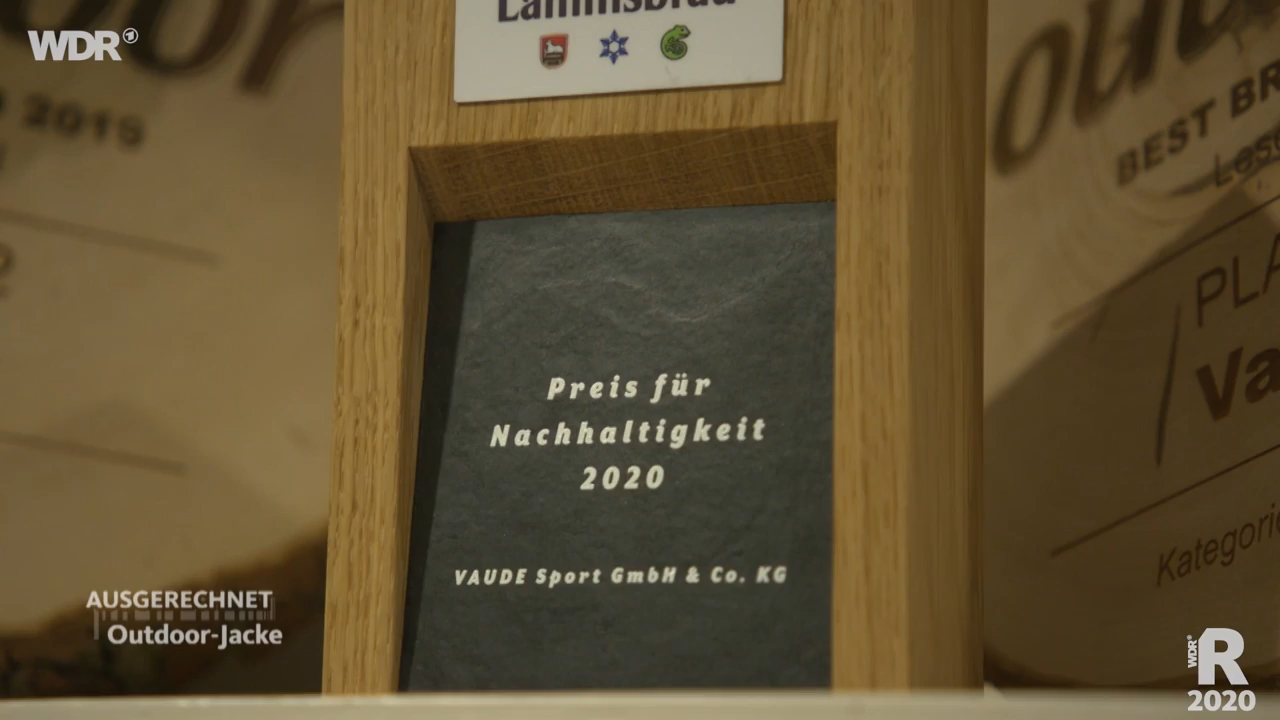 WDR
Lammsbräu
2015
BEST BR
PLA
Va
Kategori
Preis für
Nachhaltigkeit
2020
VAUDE Sport GmbH & Co. KG
AUSGERECHNET
Outdoor-Jacke
WDR R
2020